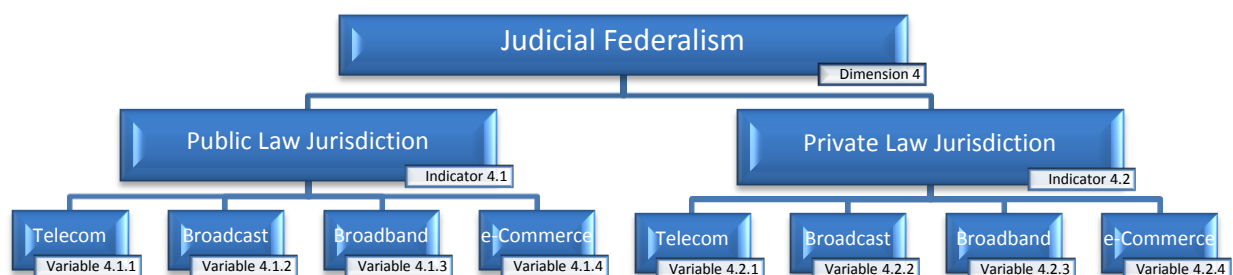 Judicial Federalism
Dimension 4
Public Law Jurisdiction
Indicator 4.1
Private Law Jurisdiction
Indicator 4.2
Telecom
Variable 4.1.1
Broadcast
Variable 4.1.2
Broadband
Variable 4.1.3
e-Commerce
Variable 4.1.4
Telecom
Variable 4.2.1
Broadcast
Variable 4.2.2
Broadband
Variable 4.2.3
e-Commerce
Variable 4.2.4